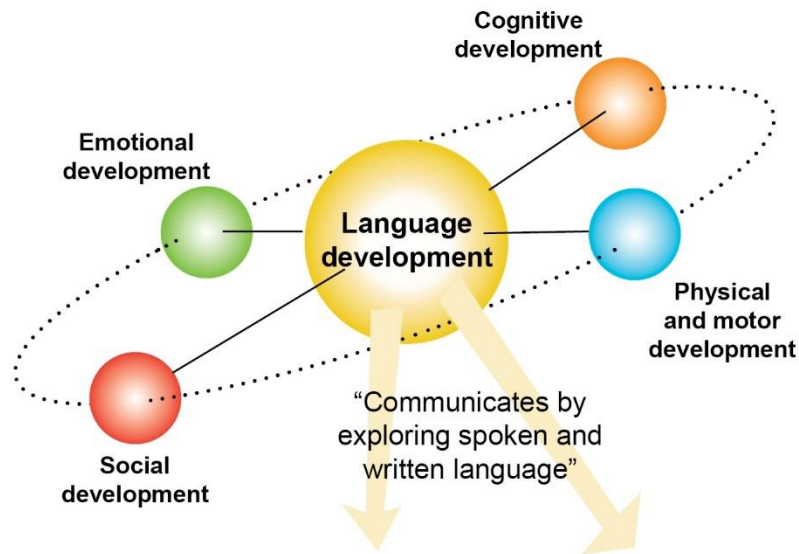 Cognitive
development
Emotional
development
Language
development
Physical
and motor
development
“Communicates by
exploring spoken and
written language”
Social
development